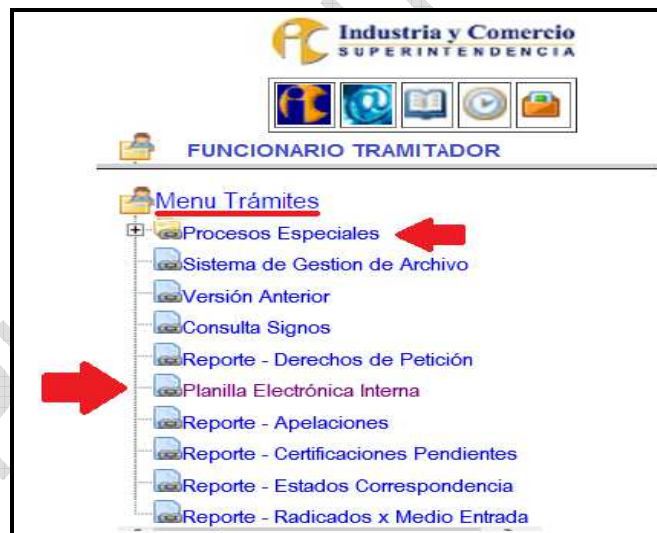 Industria y Comercio
SUPERINTENDENCIA
FUNCIONARIO TRAMITADOR
Menu Trámites
Procesos Especiales
Sistema de Gestion de Archivo
Versión Anterior
Consulta Signos
Reporte - Derechos de Petición
Planilla Electrónica Interna
Reporte - Apelaciones
Reporte - Certificaciones Pendientes
Reporte - Estados Correspondencia
Reporte - Radicados x Medio Entrada